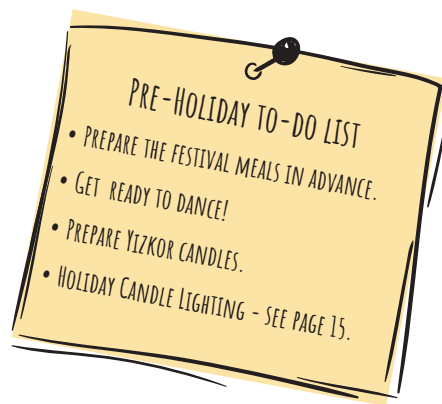 Pre-Holiday to-do list
• Prepare the festival meals in advance.
• Get ready to dance!
• Prepare Yizkor candles.
• Holiday Candle Lighting - see page 15.